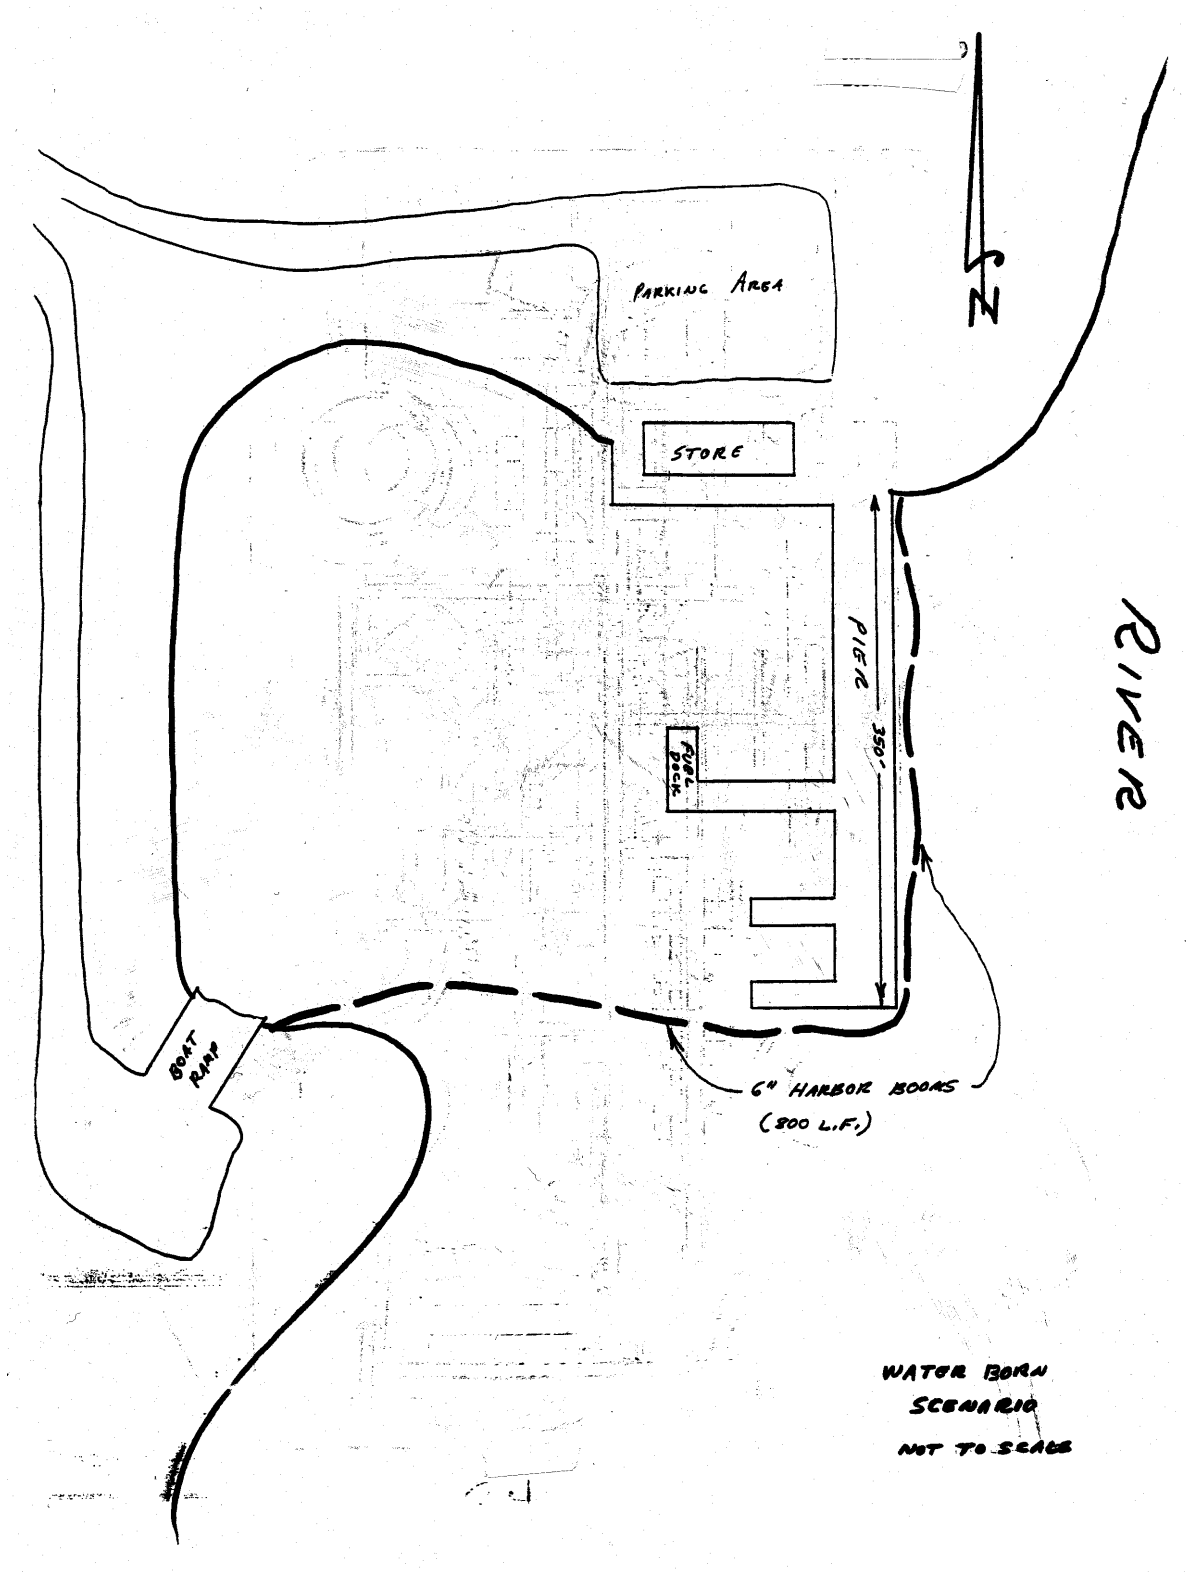 N
PARKING AREA
STORE
PIER
350'
RIVER
FUEL
DOCK
BOAT
RAMP
6" HARBOR BOOMS
(800 L.F.)
WATER BORN
SCENARIO
NOT TO SCALE